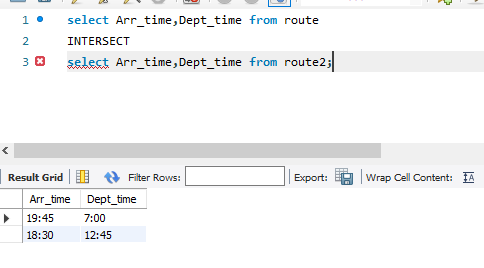 1 select Arr_time,Dept_time from route
2 INTERSECT
3 select Arr_time,Dept_time from route2;
Result Grid Filter Rows: Export: Wrap Cell Content: IA
Arr_time Dept_time
19:45 7:00
18:30 12:45